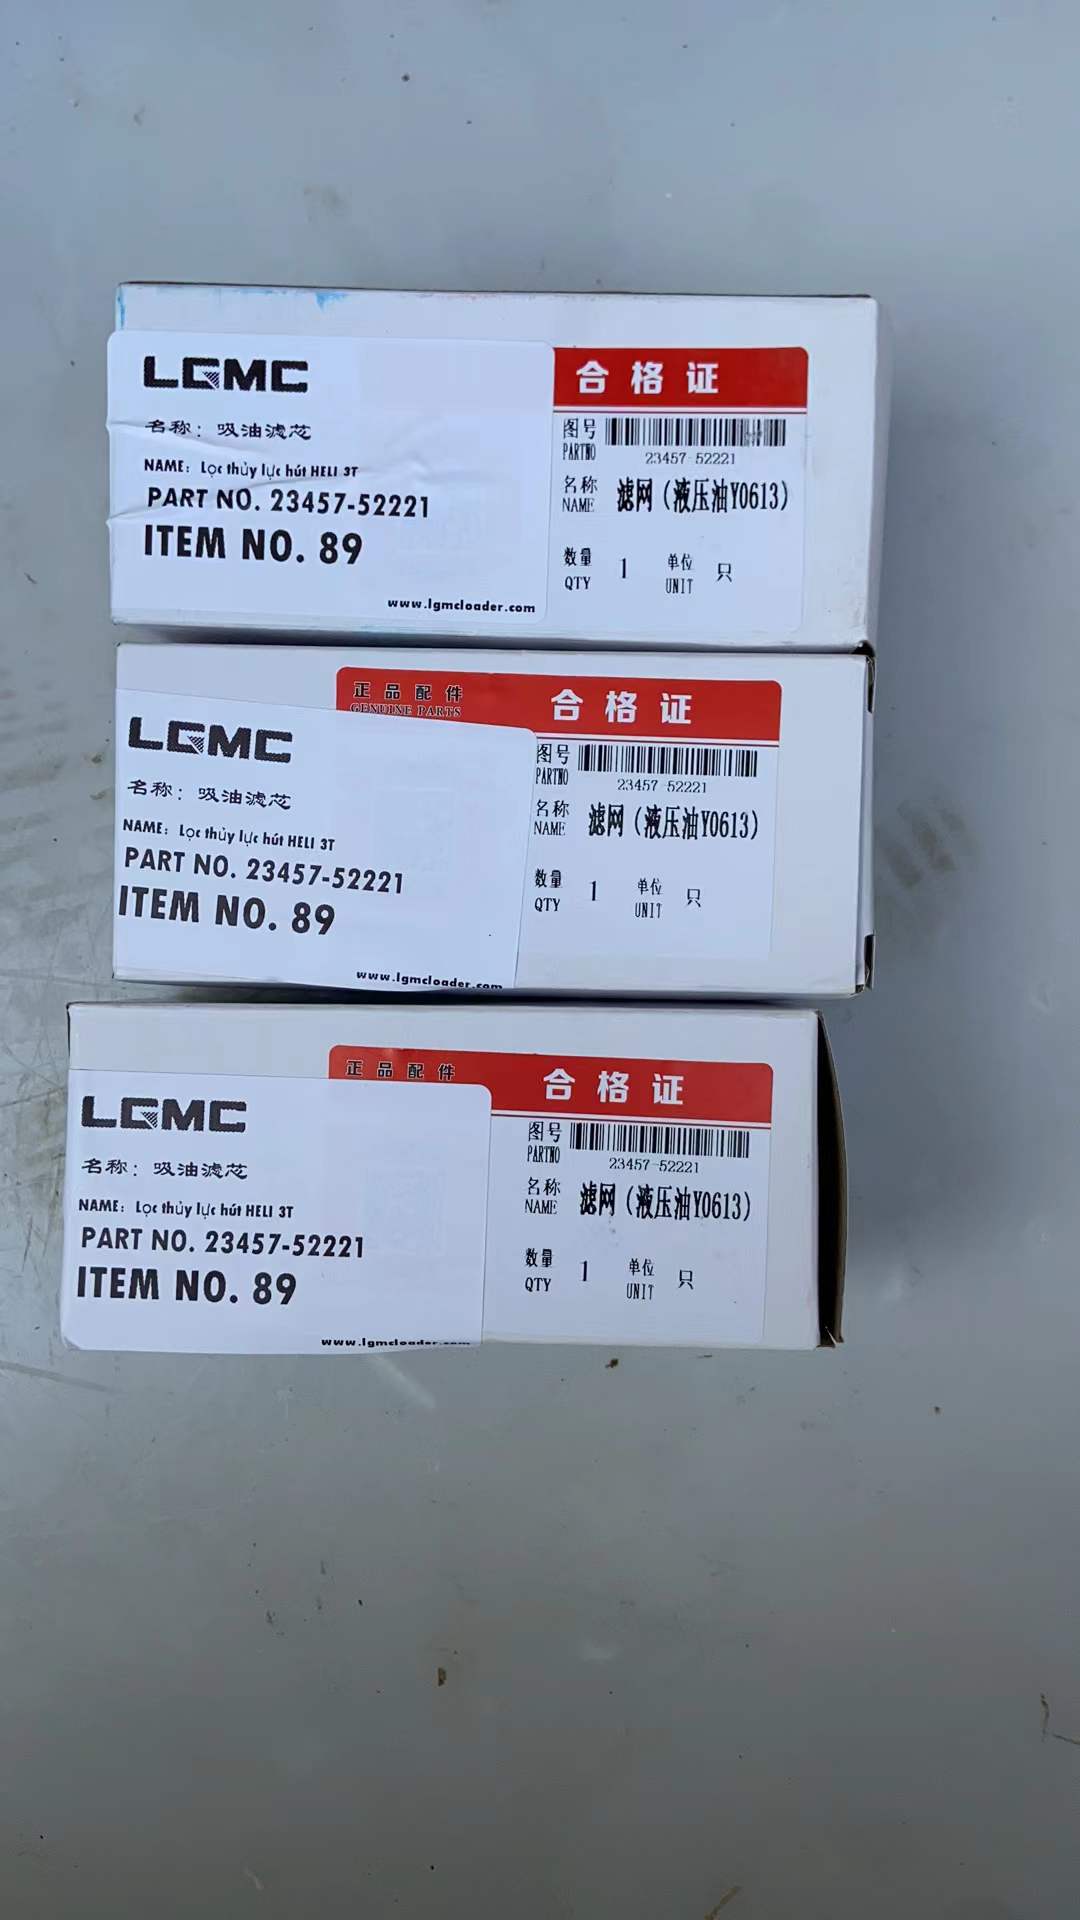 LGMC
名称：吸油滤芯
NAME: Lọc thủy lực hút HELI 3T
PART NO. 23457-52221
ITEM NO. 89
www.lgmcloader.com
合格证
图号
PARTNO
23457-52221
名称
NAME
滤网（液压油Y0613）
数量
QTY
1
单位
UNIT
只
正品配件
GENUINE PARTS
合格证
LGMC
名称：吸油滤芯
NAME: Lọc thủy lực hút HELI 3T
PART NO. 23457-52221
ITEM NO. 89
www.lgmcloader.com
图号
PARTNO
23457-52221
名称
NAME
滤网（液压油Y0613）
数量
QTY
1
单位
UNIT
只
正品配件
合格证
LGMC
名称：吸油滤芯
NAME: Lọc thủy lực hút HELI 3T
PART NO. 23457-52221
ITEM NO. 89
www.lgmcloader.com
图号
PARTNO
23457-52221
名称
NAME
滤网（液压油Y0613）
数量
QTY
1
单位
UNIT
只